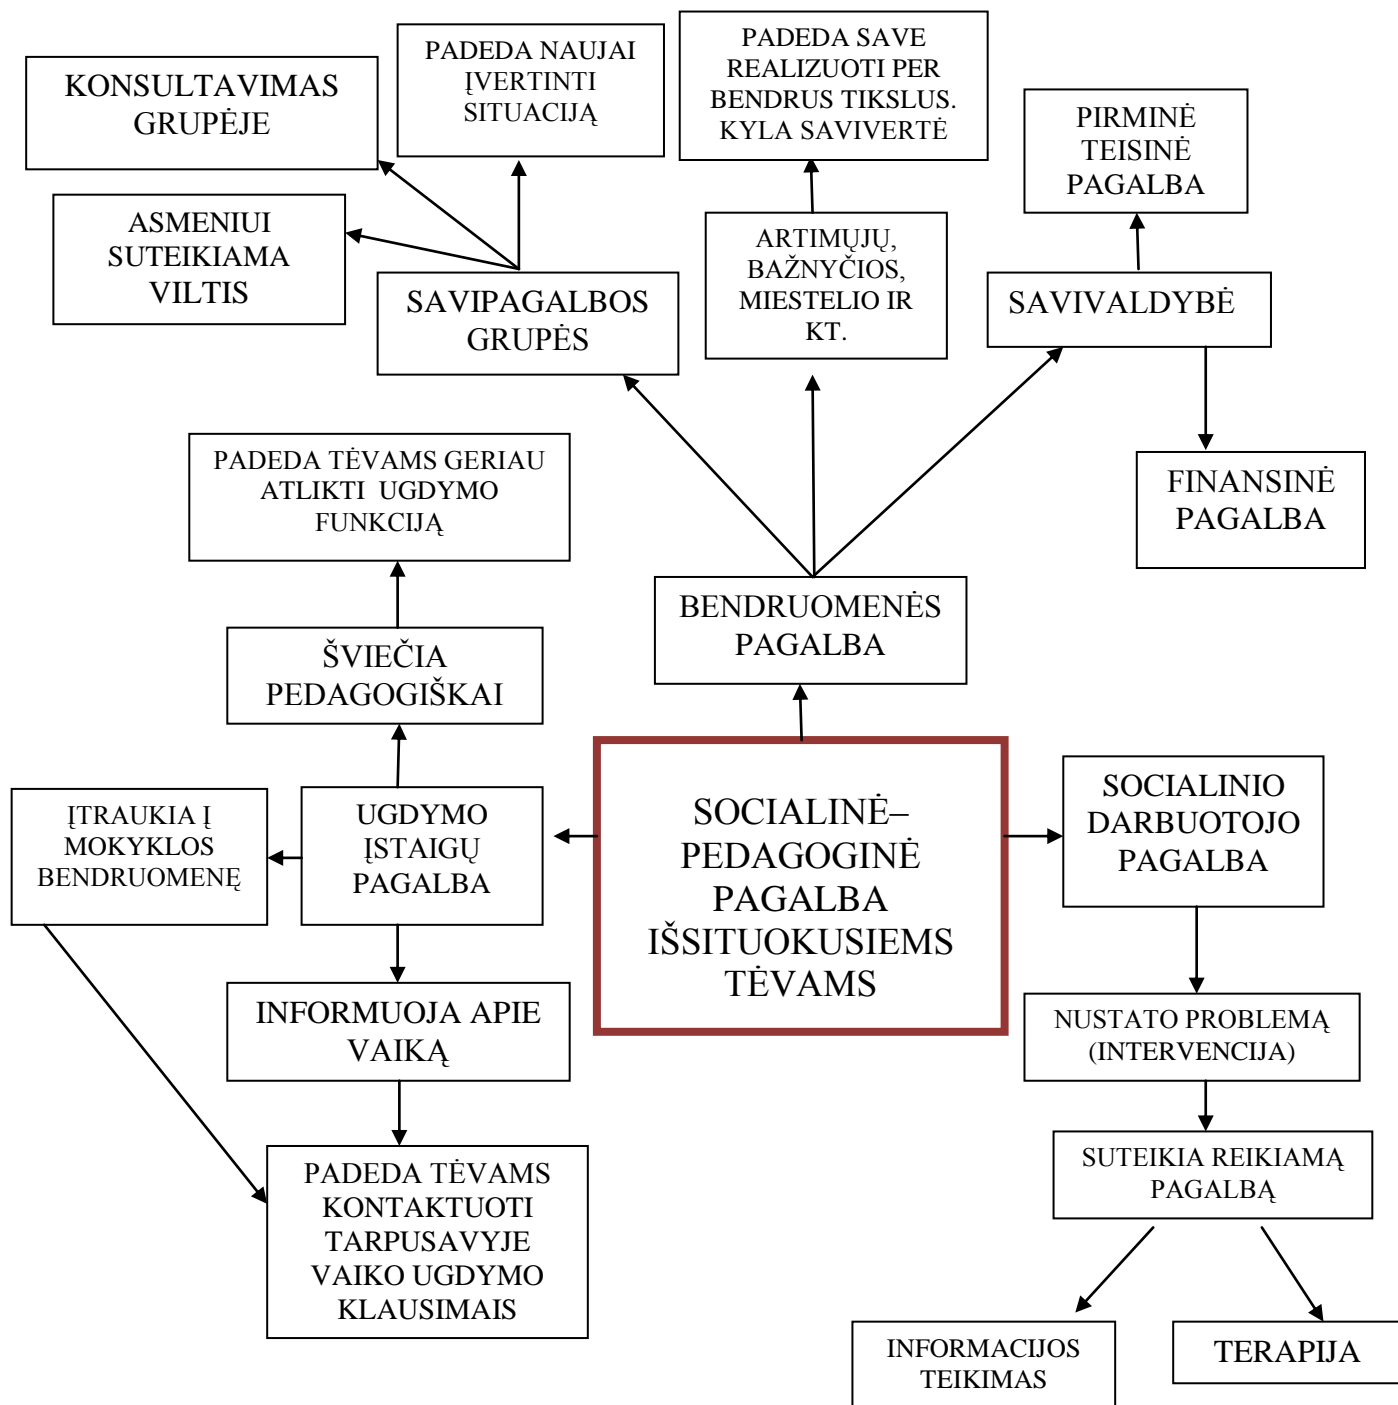 KONSULTAVIMAS
GRUPĖJE
PADEDA NAUJAI
ĮVERTINTI
SITUACIJĄ
PADEDA SAVE
REALIZUOTI PER
BENDRUS TIKSLUS.
KYLA SAVIVERTĖ
PIRMINĖ
TEISINĖ
PAGALBA
ASMENIUI
SUTEIKIAMA
VILTIS
SAVIPAGALBOS
GRUPĖS
ARTIMŲJŲ,
BAŽNYČIOS,
MIESTELIO IR
KT.
SAVIVALDYBĖ
PADEDA TĖVAMS GERIAU
ATLIKTI UGDYMO
FUNKCIJĄ
FINANSINĖ
PAGALBA
BENDRUOMENĖS
PAGALBA
ŠVIEČIA
PEDAGOGIŠKAI
ĮTRAUKIA Į
MOKYKLOS
BENDRUOMENĘ
UGDYMO
ĮSTAIGŲ
PAGALBA
SOCIALINĖ–
PEDAGOGINĖ
PAGALBA
IŠSITUOKUSIEMS
TĖVAMS
SOCIALINIO
DARBUOTOJO
PAGALBA
INFORMUOJA APIE
VAIKĄ
NUSTATO PROBLEMĄ
(INTERVENCIJA)
PADEDA TĖVAMS
KONTAKTUOTI
TARPUSAVYJE
VAIKO UGDYMO
KLAUSIMAIS
SUTEIKIA REIKIAMĄ
PAGALBĄ
INFORMACIJOS
TEIKIMAS
TERAPIJA